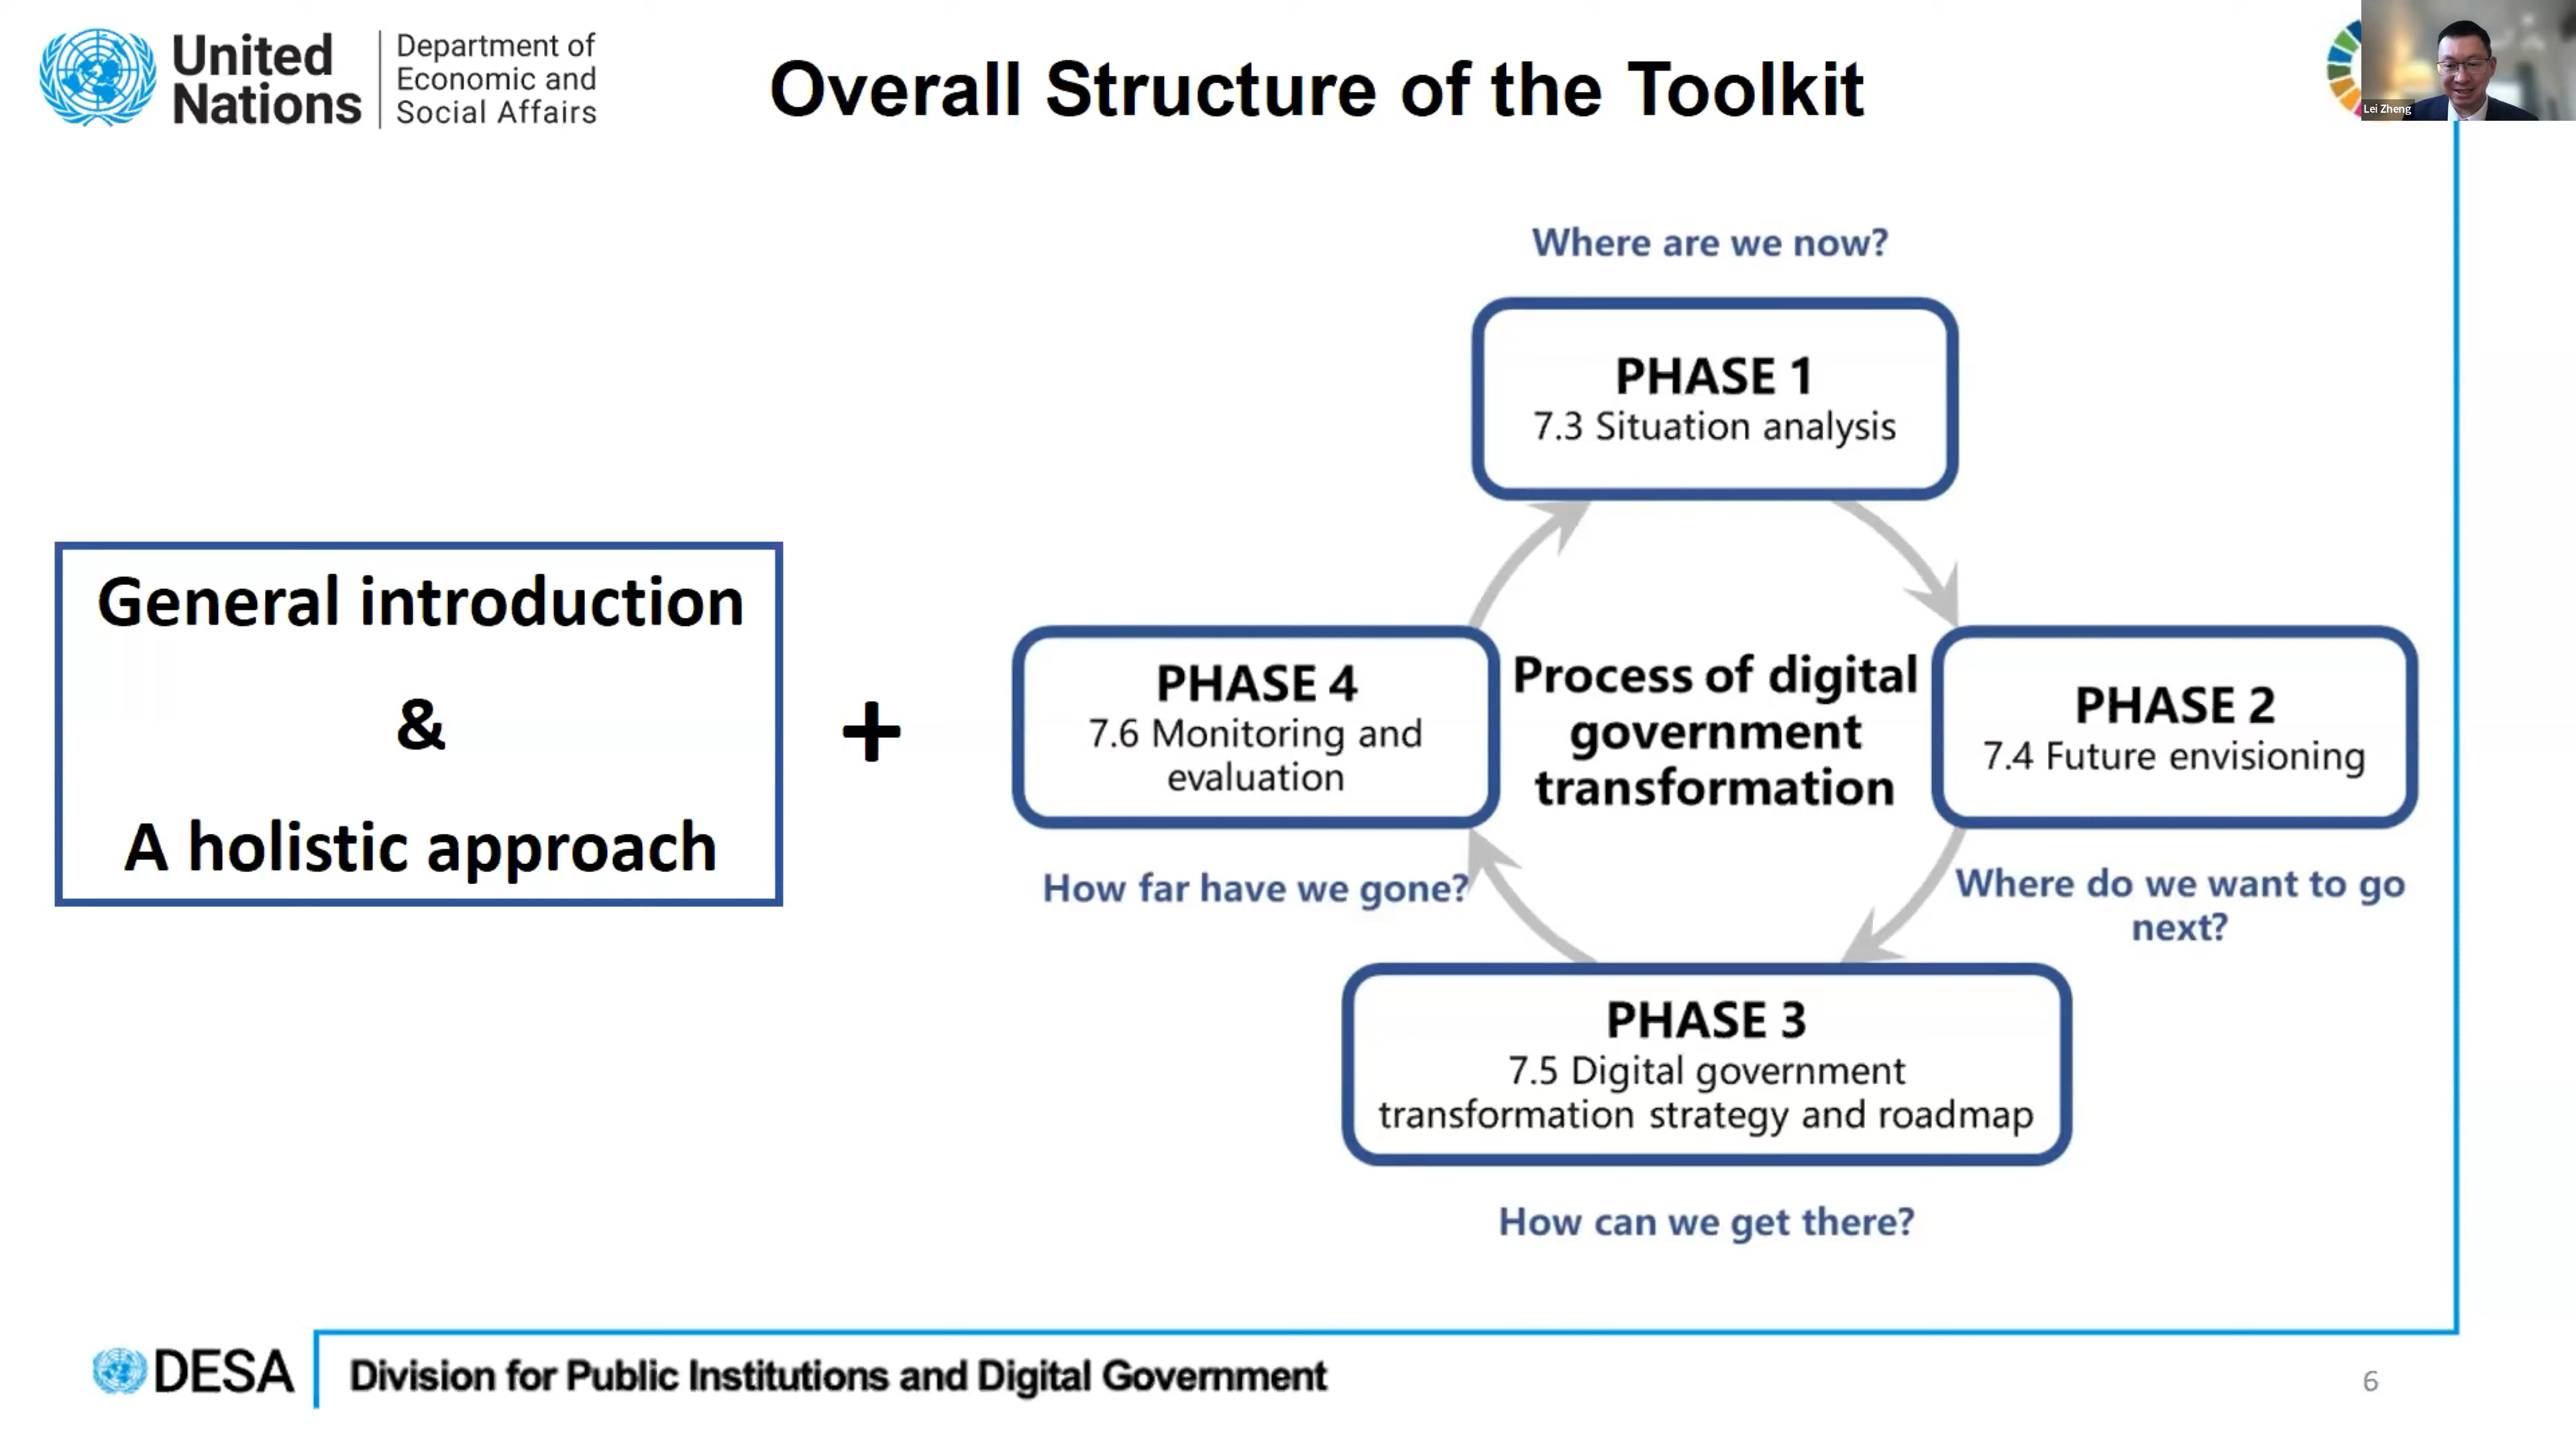 United
Nations
Department of
Economic and
Social Affairs
Overall Structure of the Toolkit
Lei Zheng
Where are we now?
PHASE 1
7.3 Situation analysis
General introduction
&
A holistic approach
+
PHASE 4
7.6 Monitoring and
evaluation
How far have we gone?
Process of digital
government
transformation
PHASE 2
7.4 Future envisioning
Where do we want to go
next?
PHASE 3
7.5 Digital government
transformation strategy and roadmap
How can we get there?
DESA
Division for Public Institutions and Digital Government
6